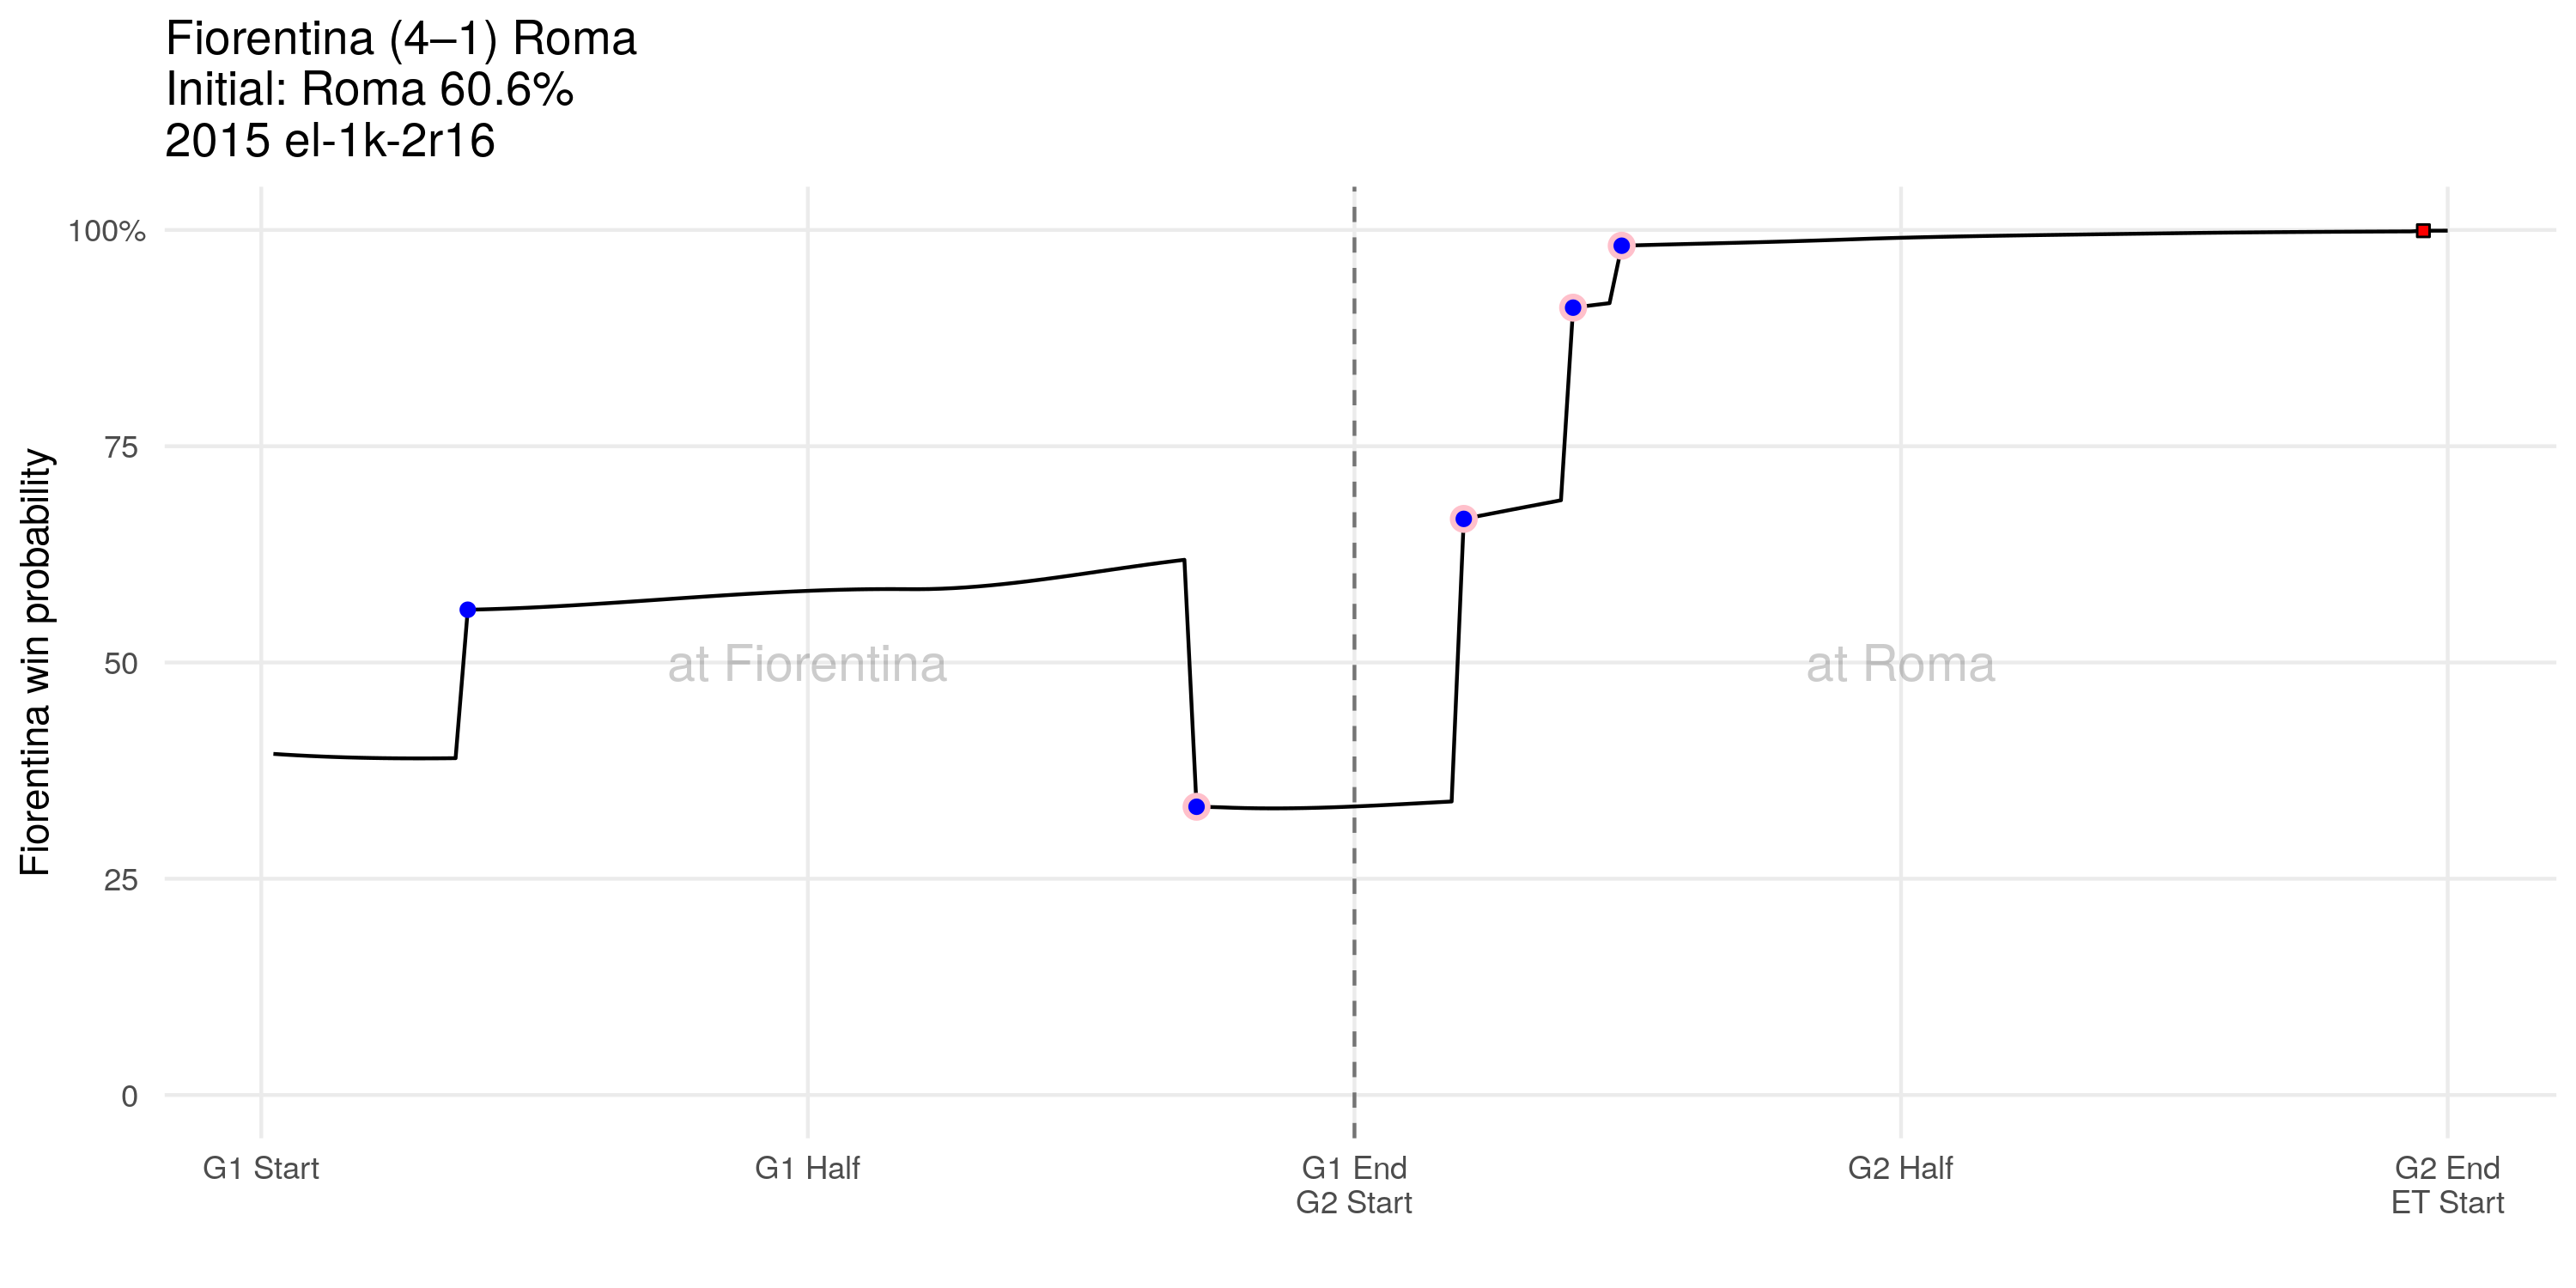 Fiorentina (4–1) Roma
Initial: Roma 60.6%
2015 el-1k-2r16
Fiorentina win probability
100%
75
50
25
0
at Fiorentina
at Roma
G1 Start
G1 Half
G1 End
G2 Start
G2 Half
G2 End
ET Start